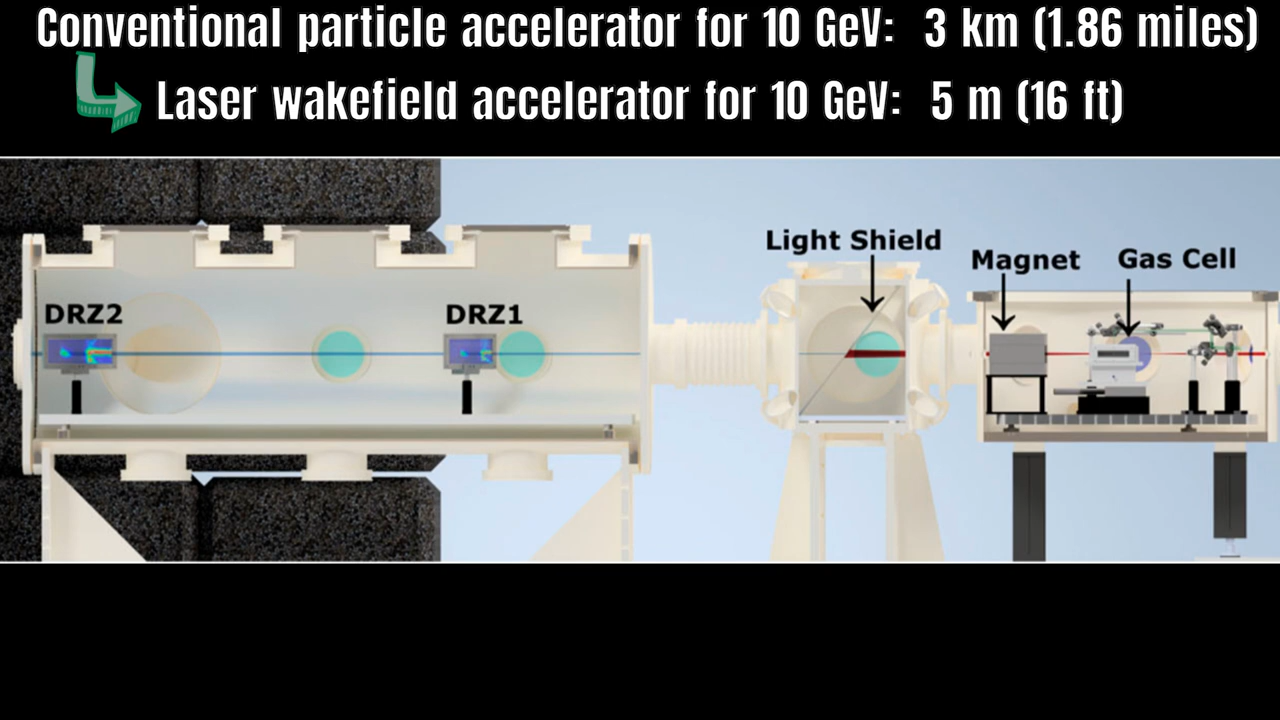 Conventional particle accelerator for 10 GeV: 3 km (1.86 miles)
Laser wakefield accelerator for 10 GeV: 5 m (16 ft)
Light Shield
Magnet
Gas Cell
DRZ2
DRZ1